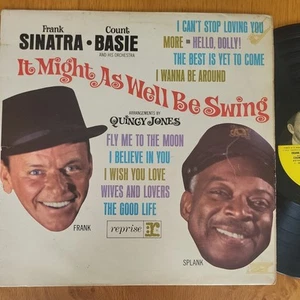 Frank
SINATRA • Count
BASIE
AND HIS ORCHESTRA
I CAN'T STOP LOVING YOU
MORE • HELLO, DOLLY!
THE BEST IS YET TO COME
I WANNA BE AROUND
It Might As Well Be Swing
ARRANGEMENTS BY
QUINCY JONES
FLY ME TO THE MOON
I BELIEVE IN YOU
I WISH YOU LOVE
WIVES AND LOVERS
THE GOOD LIFE
FRANK
reprise
SPLANK